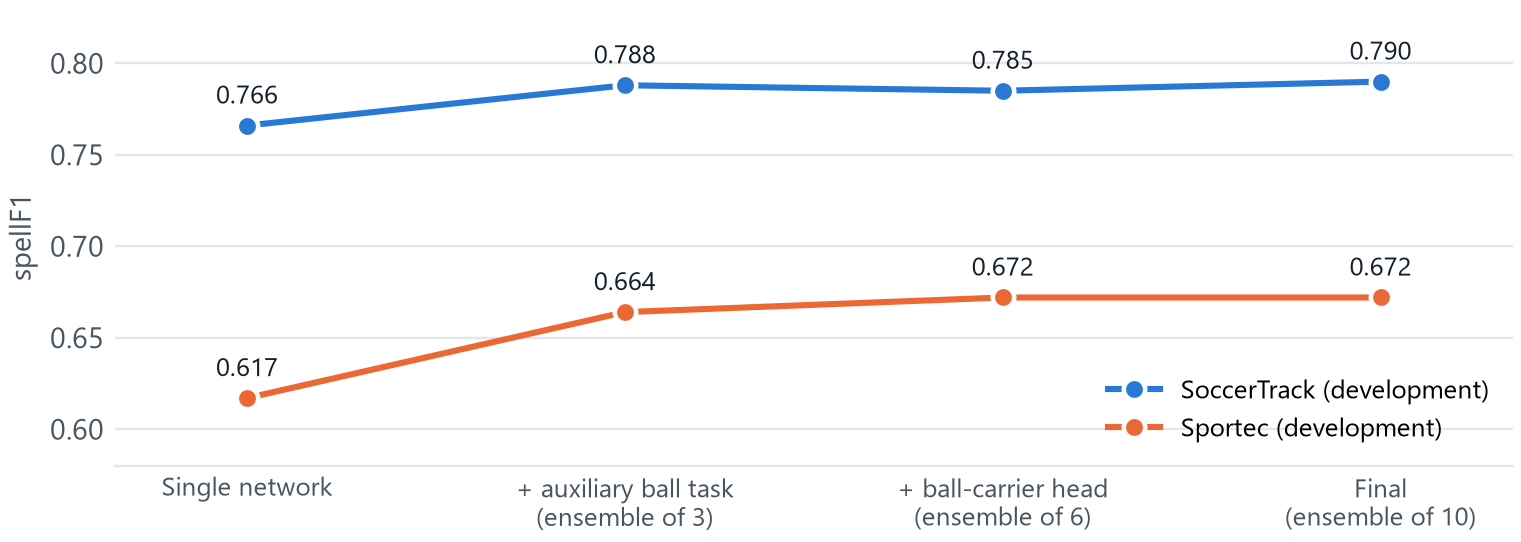 0.80
0.75
0.70
0.65
0.60
spellF1
0.766
0.788
0.785
0.790
0.617
0.664
0.672
0.672
SoccerTrack (development)
Sportec (development)
Single network
+ auxiliary ball task
(ensemble of 3)
+ ball-carrier head
(ensemble of 6)
Final
(ensemble of 10)